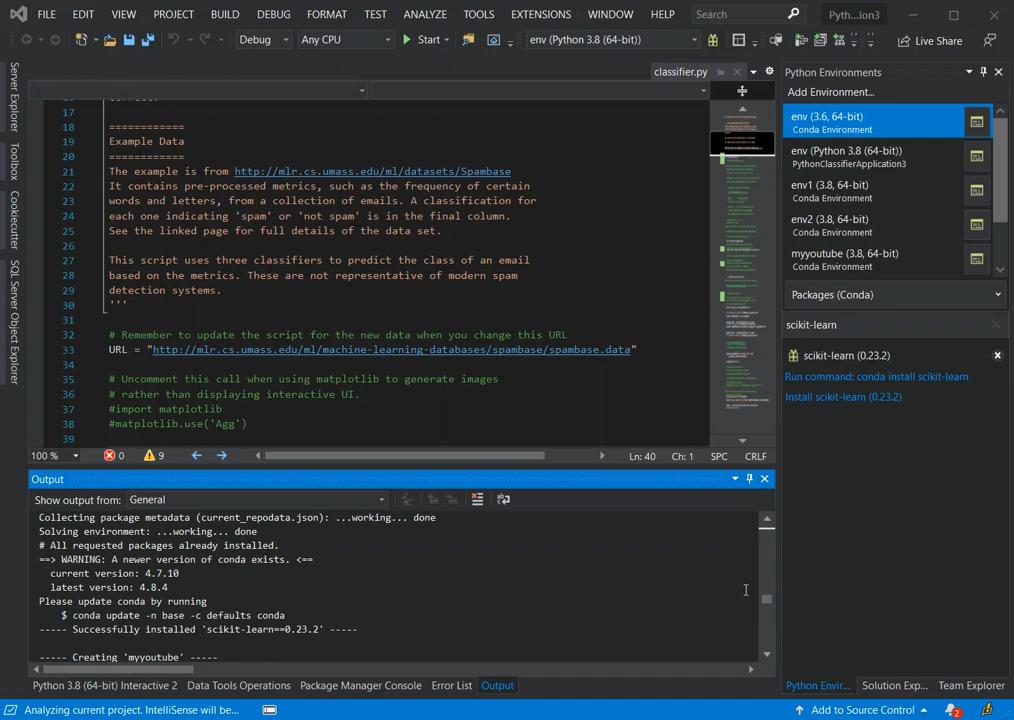 FILE EDIT VIEW PROJECT BUILD DEBUG FORMAT TEST ANALYZE TOOLS EXTENSIONS WINDOW HELP Search Pyth...ion3
Debug Any CPU Start env (Python 3.8 (64-bit)) Live Share
Server Explorer
Toolbox
Cookiecutter
SQL Server Object Explorer
classifier.py
17
18 ============
19 Example Data
20 ============
21 The example is from http://mlr.cs.umass.edu/ml/datasets/Spambase
22 It contains pre-processed metrics, such as the frequency of certain
23 words and letters, from a collection of emails. A classification for
24 each one indicating 'spam' or 'not spam' is in the final column.
25 See the linked page for full details of the data set.
26
27 This script uses three classifiers to predict the class of an email
28 based on the metrics. These are not representative of modern spam
29 detection systems.
30 '''
31
32 # Remember to update the script for the new data when you change this URL
33 URL = "http://mlr.cs.umass.edu/ml/machine-learning-databases/spambase/spambase.data"
34
35 # Uncomment this call when using matplotlib to generate images
36 # rather than displaying interactive UI.
37 #import matplotlib
38 #matplotlib.use('Agg')
39
100 % 0 9 Ln: 40 Ch: 1 SPC CRLF
Output
Show output from: General
Collecting package metadata (current_repodata.json): ...working... done
Solving environment: ...working... done
# All requested packages already installed.
==> WARNING: A newer version of conda exists. <==
current version: 4.7.10
latest version: 4.8.4
Please update conda by running
$ conda update -n base -c defaults conda
----- Successfully installed 'scikit-learn==0.23.2' -----
----- Creating 'myyoutube' -----
Python 3.8 (64-bit) Interactive 2 Data Tools Operations Package Manager Console Error List Output
Python Environments
Add Environment...
env (3.6, 64-bit)
Conda Environment
env (Python 3.8 (64-bit))
PythonClassifierApplication3
env1 (3.8, 64-bit)
Conda Environment
env2 (3.8, 64-bit)
Conda Environment
myyoutube (3.8, 64-bit)
Conda Environment
Packages (Conda)
scikit-learn
scikit-learn (0.23.2)
Run command: conda install scikit-learn
Install scikit-learn (0.23.2)
Python Envir... Solution Exp... Team Explorer
Analyzing current project. IntelliSense will be... Add to Source Control 2